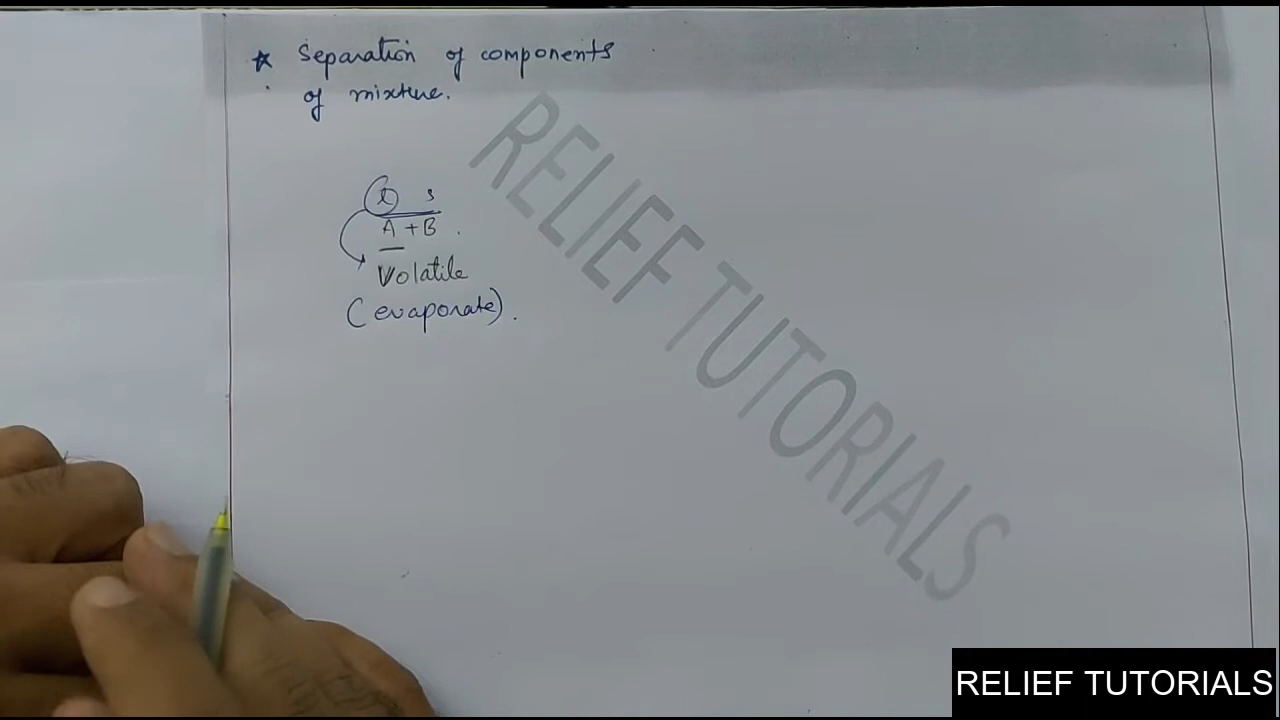 * Separation of components
of mixture.
l s
A + B .
Volatile
(evaporate) .
RELIEF TUTORIALS
RELIEF TUTORIALS